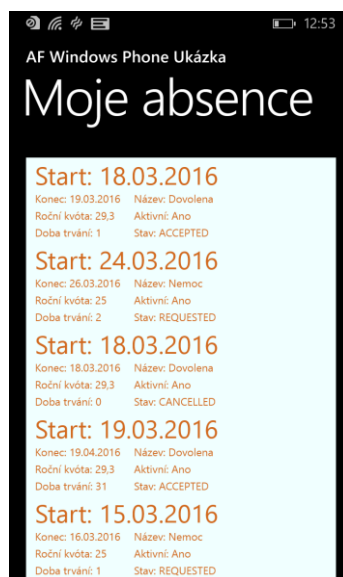 12:53
AF Windows Phone Ukázka
Moje absence
Start: 18.03.2016
Konec: 19.03.2016 Název: Dovolena
Roční kvóta: 29,3 Aktivní: Ano
Doba trvání: 1 Stav: ACCEPTED
Start: 24.03.2016
Konec: 26.03.2016 Název: Nemoc
Roční kvóta: 25 Aktivní: Ano
Doba trvání: 2 Stav: REQUESTED
Start: 18.03.2016
Konec: 18.03.2016 Název: Dovolena
Roční kvóta: 29,3 Aktivní: Ano
Doba trvání: 0 Stav: CANCELLED
Start: 19.03.2016
Konec: 19.04.2016 Název: Dovolena
Roční kvóta: 29,3 Aktivní: Ano
Doba trvání: 31 Stav: ACCEPTED
Start: 15.03.2016
Konec: 16.03.2016 Název: Nemoc
Roční kvóta: 25 Aktivní: Ano
Doba trvání: 1 Stav: REQUESTED